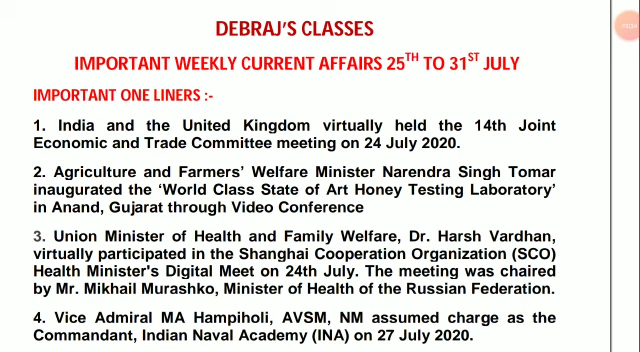 DEBRAJ'S CLASSES
IMPORTANT WEEKLY CURRENT AFFAIRS 25TH TO 31ST JULY
IMPORTANT ONE LINERS :-
1. India and the United Kingdom virtually held the 14th Joint
Economic and Trade Committee meeting on 24 July 2020.
2. Agriculture and Farmers' Welfare Minister Narendra Singh Tomar
inaugurated the 'World Class State of Art Honey Testing Laboratory'
in Anand, Gujarat through Video Conference
3. Union Minister of Health and Family Welfare, Dr. Harsh Vardhan,
virtually participated in the Shanghai Cooperation Organization (SCO)
Health Minister's Digital Meet on 24th July. The meeting was chaired
by Mr. Mikhail Murashko, Minister of Health of the Russian Federation.
4. Vice Admiral MA Hampiholi, AVSM, NM assumed charge as the
Commandant, Indian Naval Academy (INA) on 27 July 2020.